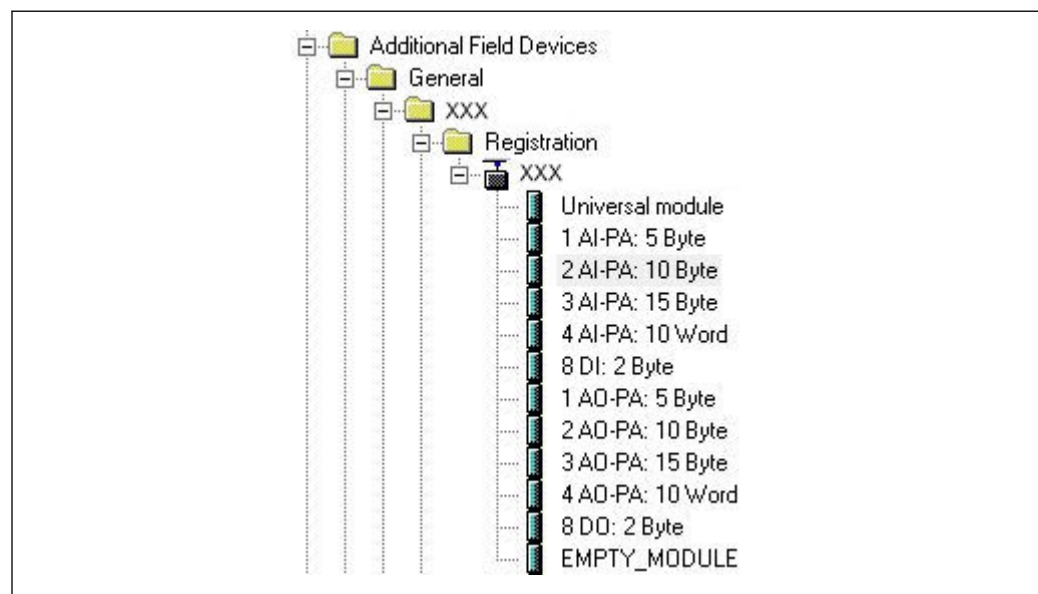 Additional Field Devices
General
XXX
Registration
XXX
Universal module
1 AI-PA: 5 Byte
2 AI-PA: 10 Byte
3 AI-PA: 15 Byte
4 AI-PA: 10 Word
8 DI: 2 Byte
1 AO-PA: 5 Byte
2 AO-PA: 10 Byte
3 AO-PA: 15 Byte
4 AO-PA: 10 Word
8 DO: 2 Byte
EMPTY_MODULE